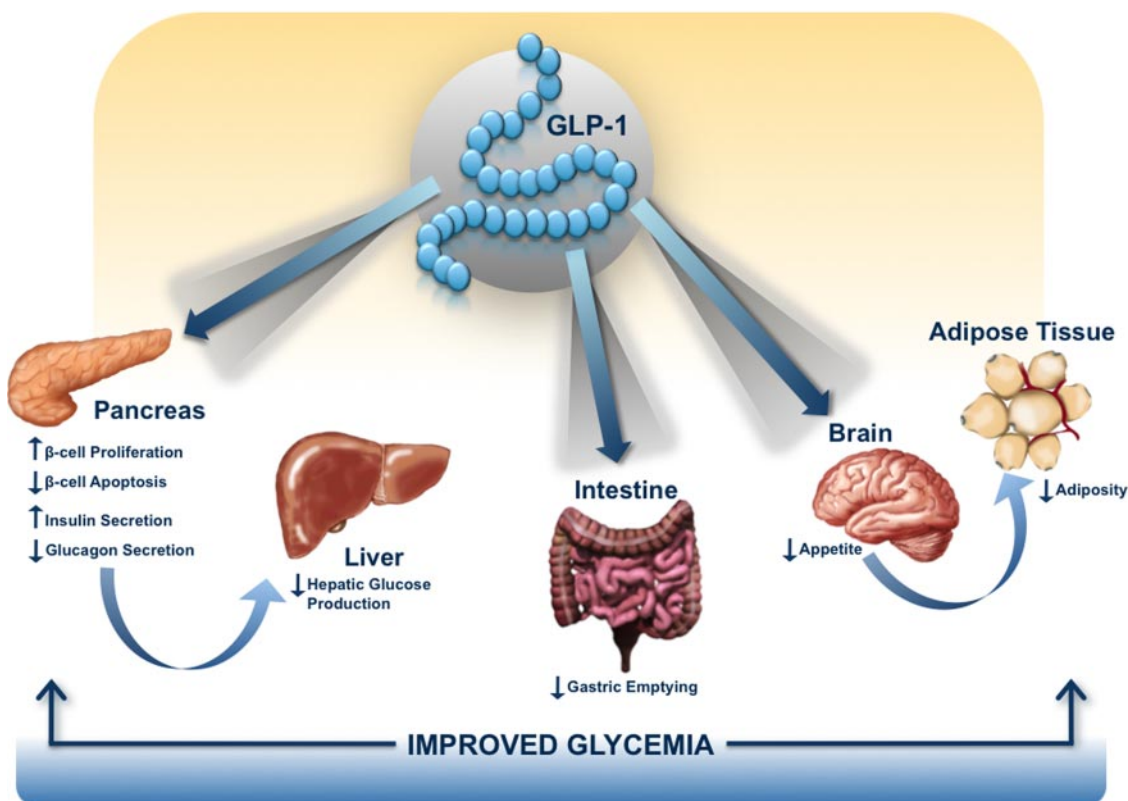 GLP-1
Adipose Tissue
Pancreas
↑ β-cell Proliferation
↓ β-cell Apoptosis
↑ Insulin Secretion
↓ Glucagon Secretion
Liver
↓ Hepatic Glucose
Production
Intestine
↓ Gastric Emptying
Brain
↓ Appetite
↓ Adiposity
IMPROVED GLYCEMIA